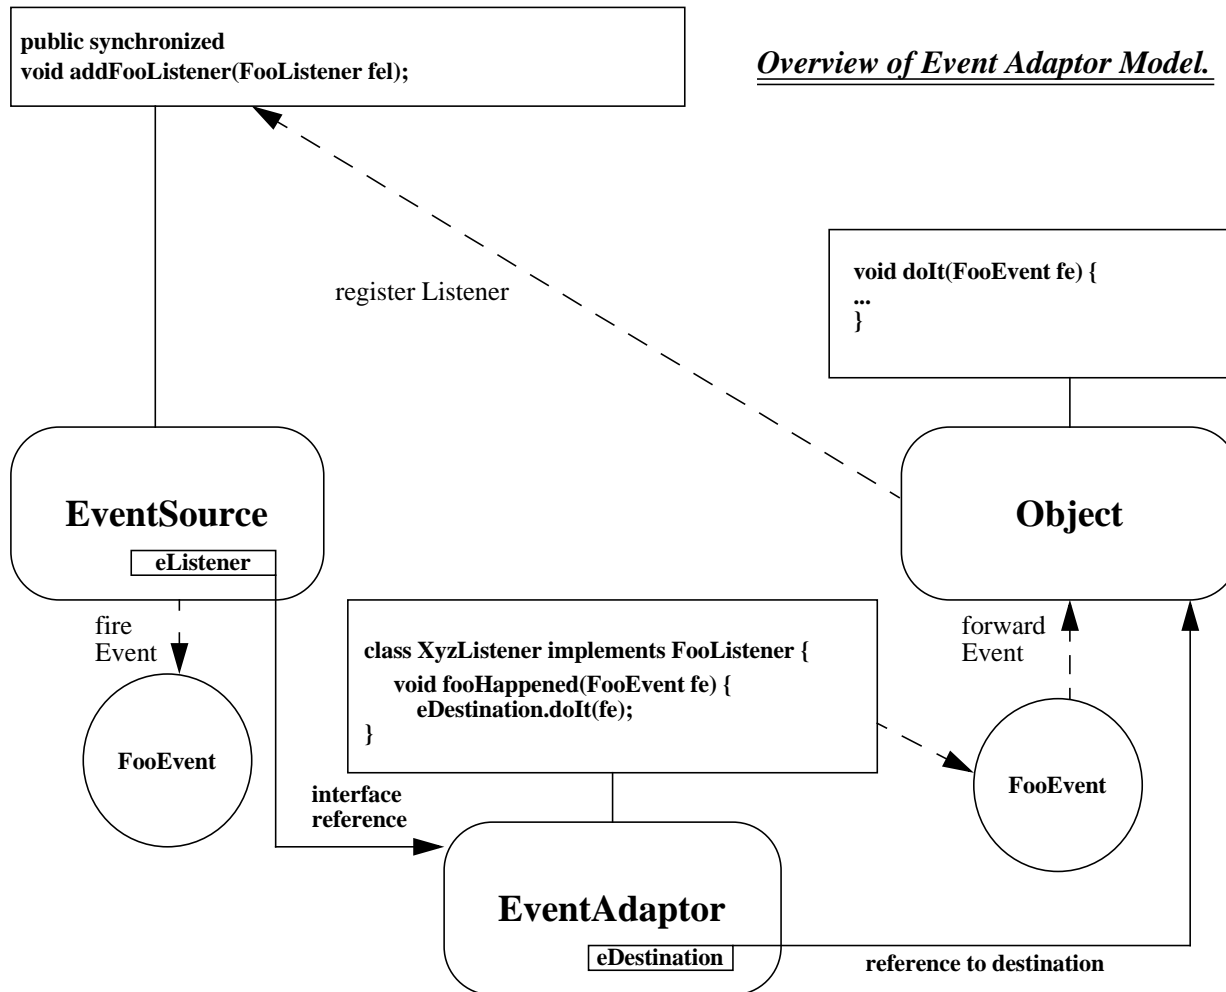 public synchronized
void addFooListener(FooListener fel);
Overview of Event Adaptor Model.
void doIt(FooEvent fe) {
...
}
register Listener
EventSource
eListener
Object
fire
Event
class XyzListener implements FooListener {
void fooHappened(FooEvent fe) {
eDestination.doIt(fe);
}
forward
Event
FooEvent
FooEvent
interface
reference
EventAdaptor
eDestination
reference to destination